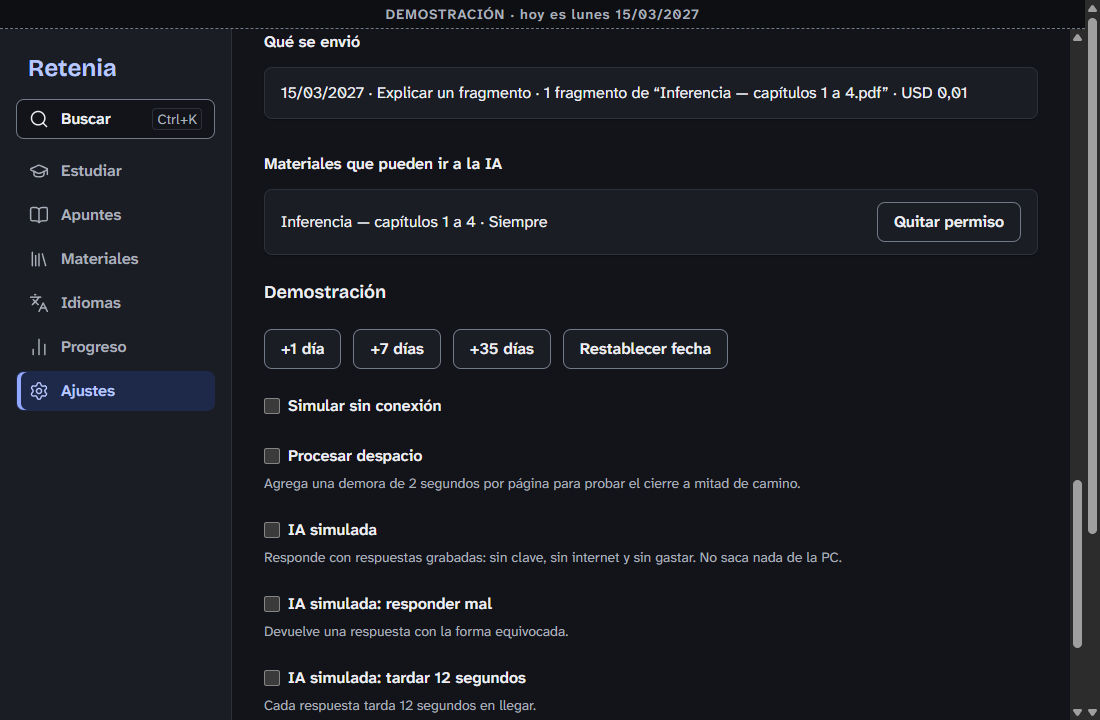 DEMOSTRACIÓN · hoy es lunes 15/03/2027
Retenia
Buscar Ctrl+K
Estudiar
Apuntes
Materiales
Idiomas
Progreso
Ajustes
Qué se envió
15/03/2027 · Explicar un fragmento · 1 fragmento de “Inferencia — capítulos 1 a 4.pdf” · USD 0,01
Materiales que pueden ir a la IA
Inferencia — capítulos 1 a 4 · Siempre
Quitar permiso
Demostración
+1 día
+7 días
+35 días
Restablecer fecha
Simular sin conexión
Procesar despacio
Agrega una demora de 2 segundos por página para probar el cierre a mitad de camino.
IA simulada
Responde con respuestas grabadas: sin clave, sin internet y sin gastar. No saca nada de la PC.
IA simulada: responder mal
Devuelve una respuesta con la forma equivocada.
IA simulada: tardar 12 segundos
Cada respuesta tarda 12 segundos en llegar.